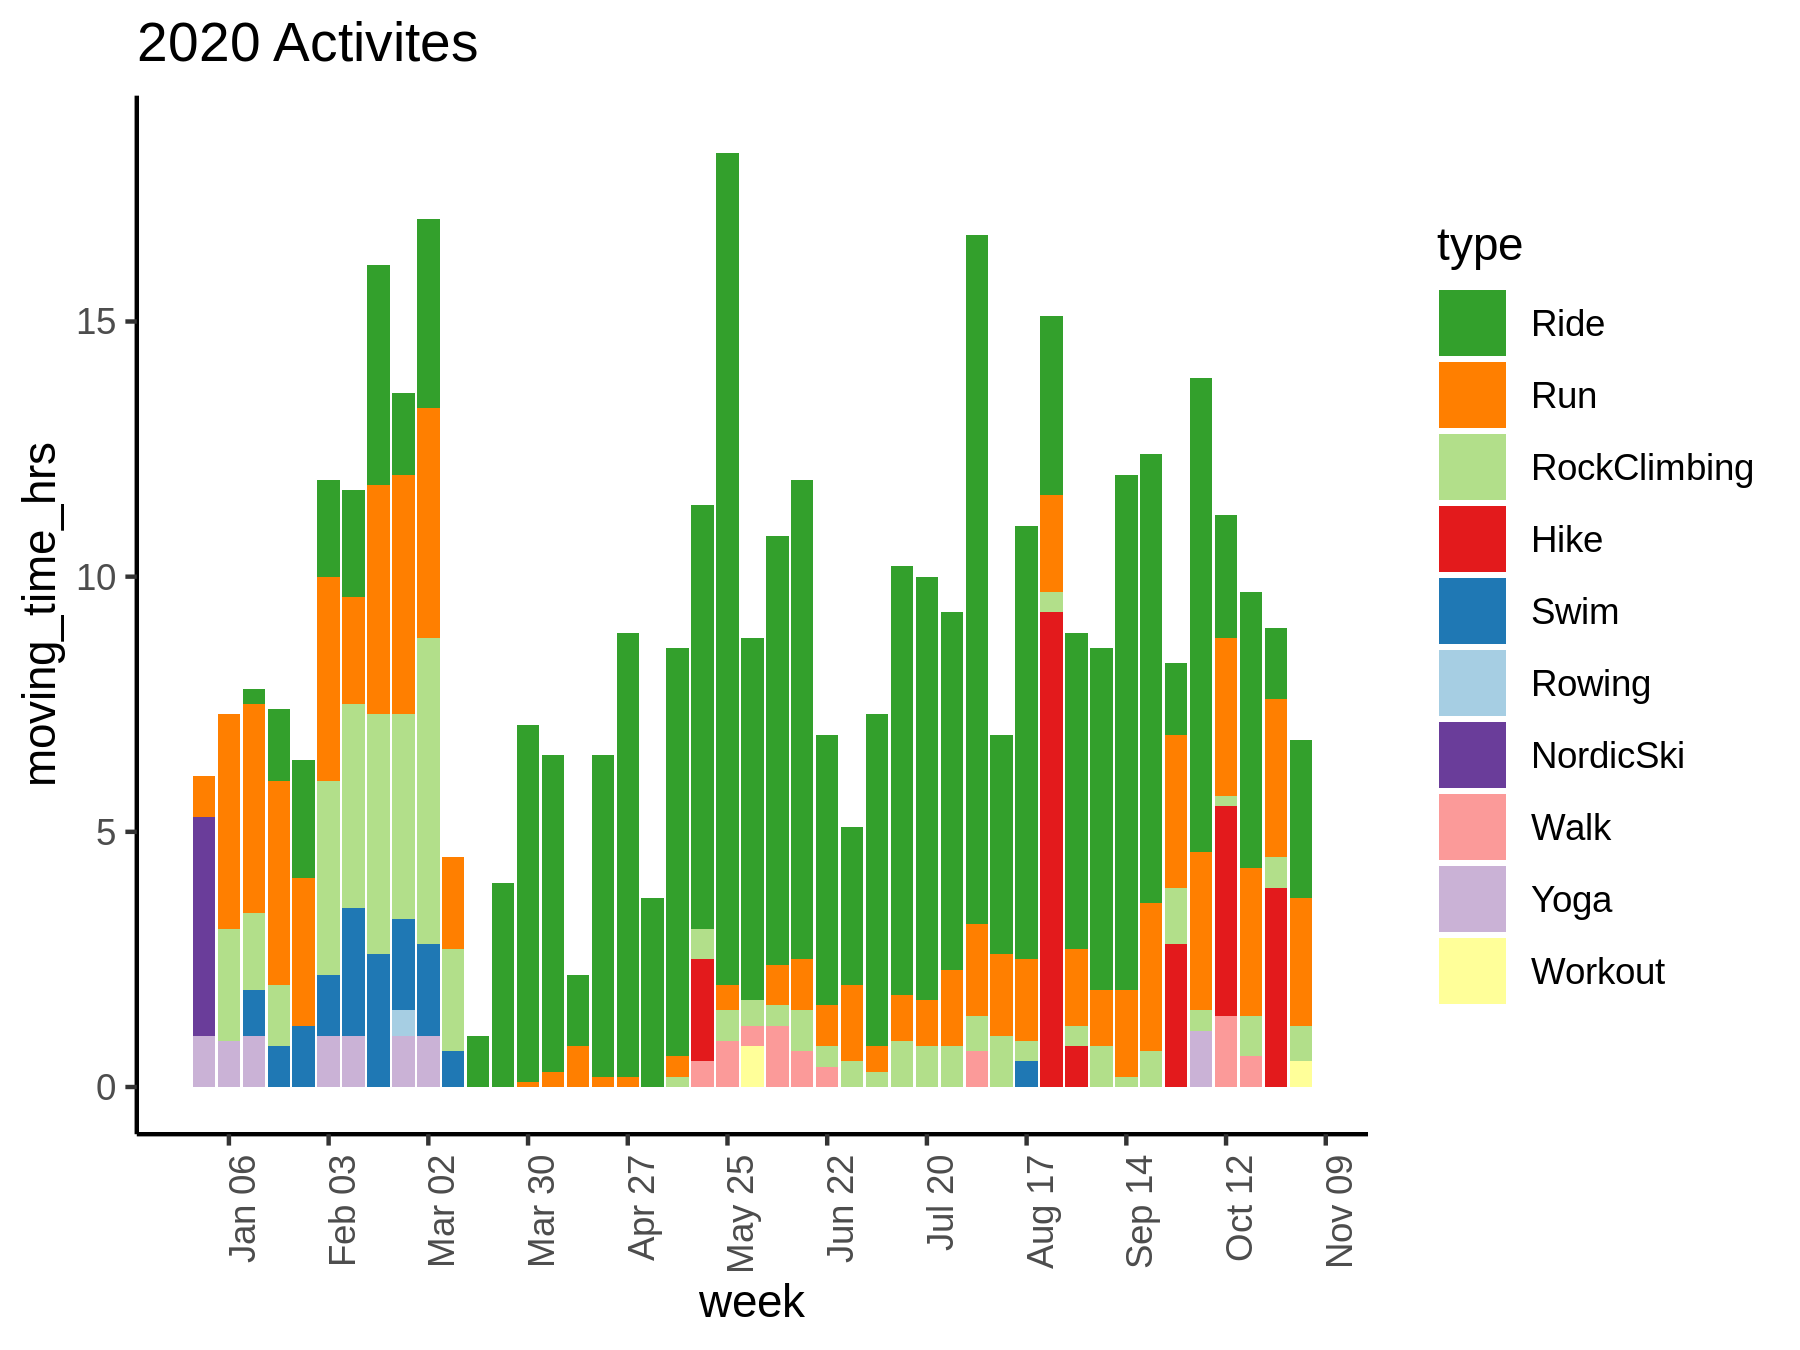 2020 Activites
moving_time_hrs
15
10
5
0
Jan 06
Feb 03
Mar 02
Mar 30
Apr 27
May 25
Jun 22
Jul 20
Aug 17
Sep 14
Oct 12
Nov 09
week
type
Ride
Run
RockClimbing
Hike
Swim
Rowing
NordicSki
Walk
Yoga
Workout